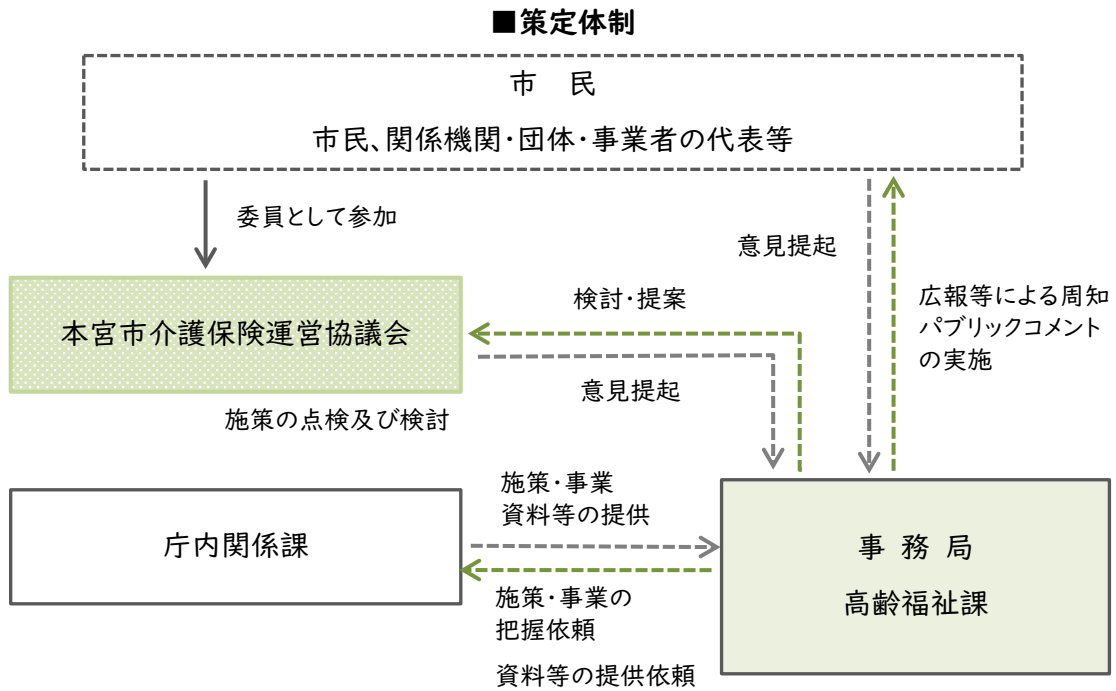 ■策定体制
市　民
市民、関係機関・団体・事業者の代表等
委員として参加
意見提起
広報等による周知
パブリックコメント
の実施
検討・提案
本宮市介護保険運営協議会
意見提起
施策の点検及び検討
施策・事業
資料等の提供
庁内関係課
事 務 局
高齢福祉課
施策・事業の
把握依頼
資料等の提供依頼